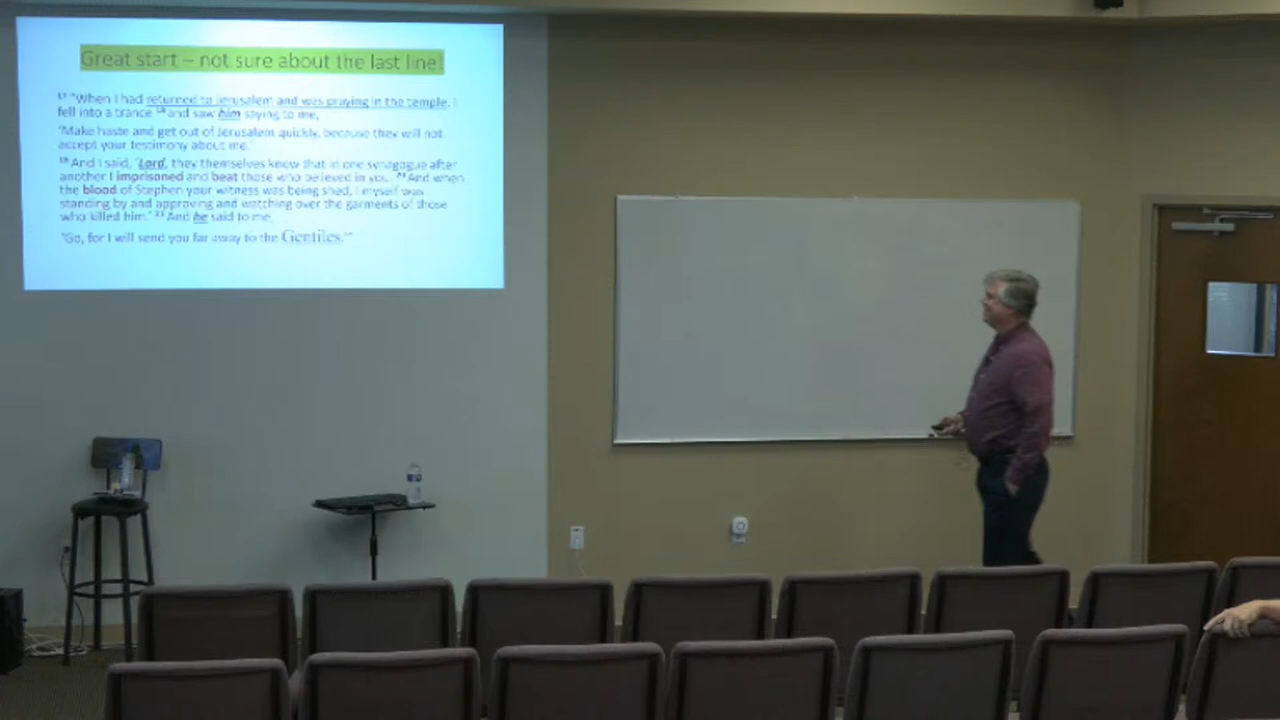 Great start – not sure about the last line!
17 "When I had returned to Jerusalem and was praying in the temple, I
fell into a trance 18 and saw him saying to me,
'Make haste and get out of Jerusalem quickly, because they will not
accept your testimony about me.'
19 And I said, 'Lord, they themselves know that in one synagogue after
another I imprisoned and beat those who believed in you. 20 And when
the blood of Stephen your witness was being shed, I myself was
standing by and approving and watching over the garments of those
who killed him.' 21 And he said to me,
'Go, for I will send you far away to the Gentiles.'"